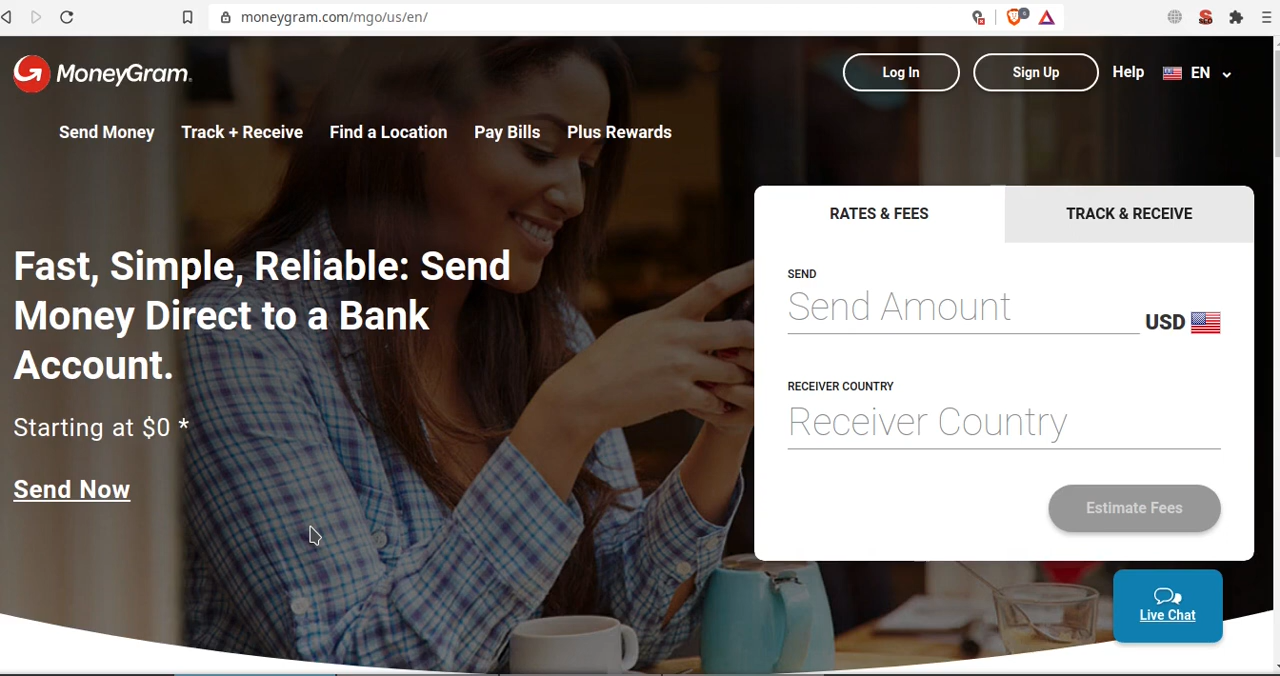 moneygram.com/mgo/us/en/
MoneyGram
Log In
Sign Up
Help
EN
Send Money
Track + Receive
Find a Location
Pay Bills
Plus Rewards
Fast, Simple, Reliable: Send
Money Direct to a Bank
Account.
Starting at $0 *
Send Now
RATES & FEES
TRACK & RECEIVE
SEND
Send Amount
USD
RECEIVER COUNTRY
Receiver Country
Estimate Fees
Live Chat